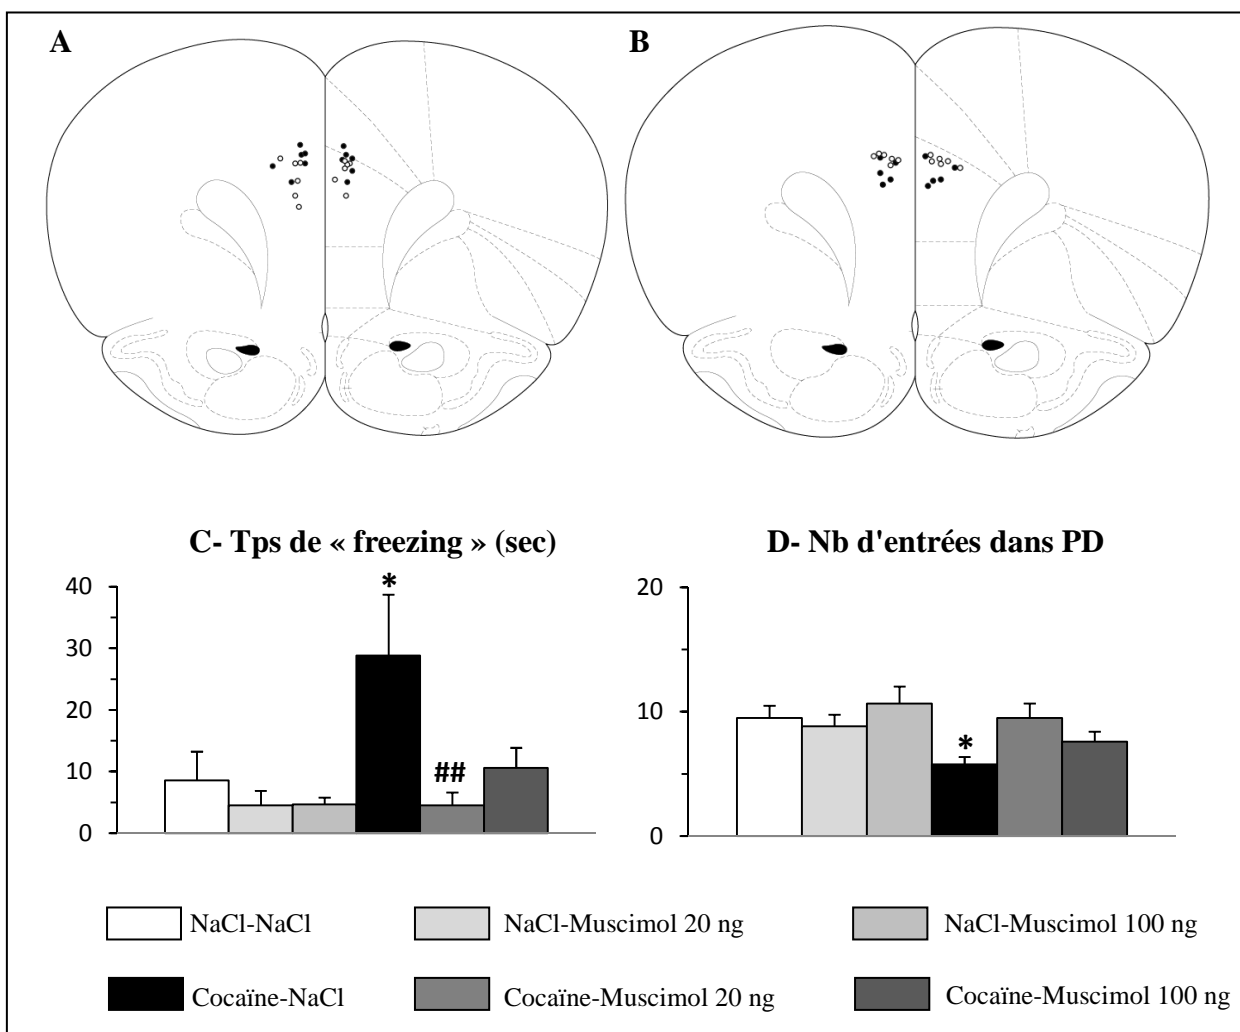 A
B
C- Tps de « freezing » (sec)
40
30
20
10
0
*
##
D- Nb d'entrées dans PD
20
10
0
*
NaCl-NaCl
NaCl-Muscimol 20 ng
NaCl-Muscimol 100 ng
Cocaïne-NaCl
Cocaïne-Muscimol 20 ng
Cocaïne-Muscimol 100 ng